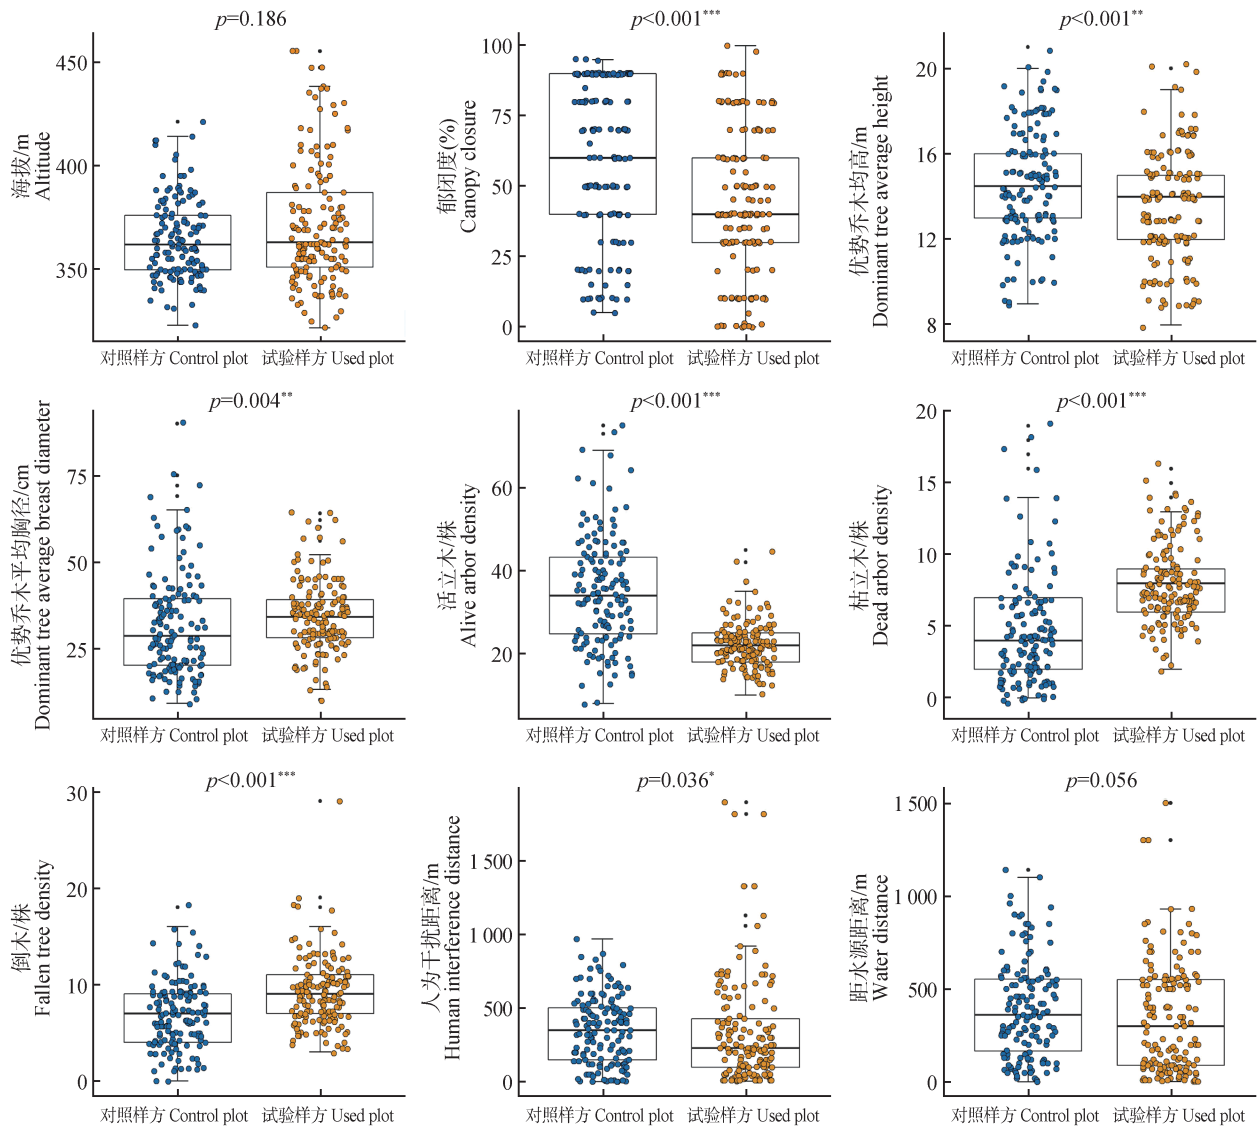 p=0.186
海拔/m
Altitude
450
400
350
对照样方 Control plot
试验样方 Used plot
p<0.001***
郁闭度(%)
Canopy closure
100
75
50
25
0
对照样方 Control plot
试验样方 Used plot
p<0.001**
优势乔木均高/m
Dominant tree average height
20
16
12
8
对照样方 Control plot
试验样方 Used plot
p=0.004**
优势乔木平均胸径/cm
Dominant tree average breast diameter
75
50
25
对照样方 Control plot
试验样方 Used plot
p<0.001***
活立木/株
Alive arbor density
60
40
20
对照样方 Control plot
试验样方 Used plot
p<0.001***
枯立木/株
Dead arbor density
20
15
10
5
0
对照样方 Control plot
试验样方 Used plot
p<0.001***
倒木/株
Fallen tree density
30
20
10
0
对照样方 Control plot
试验样方 Used plot
p=0.036*
人为干扰距离/m
Human interference distance
1 500
1 000
500
0
对照样方 Control plot
试验样方 Used plot
p=0.056
距水源距离/m
Water distance
1 500
1 000
500
0
对照样方 Control plot
试验样方 Used plot